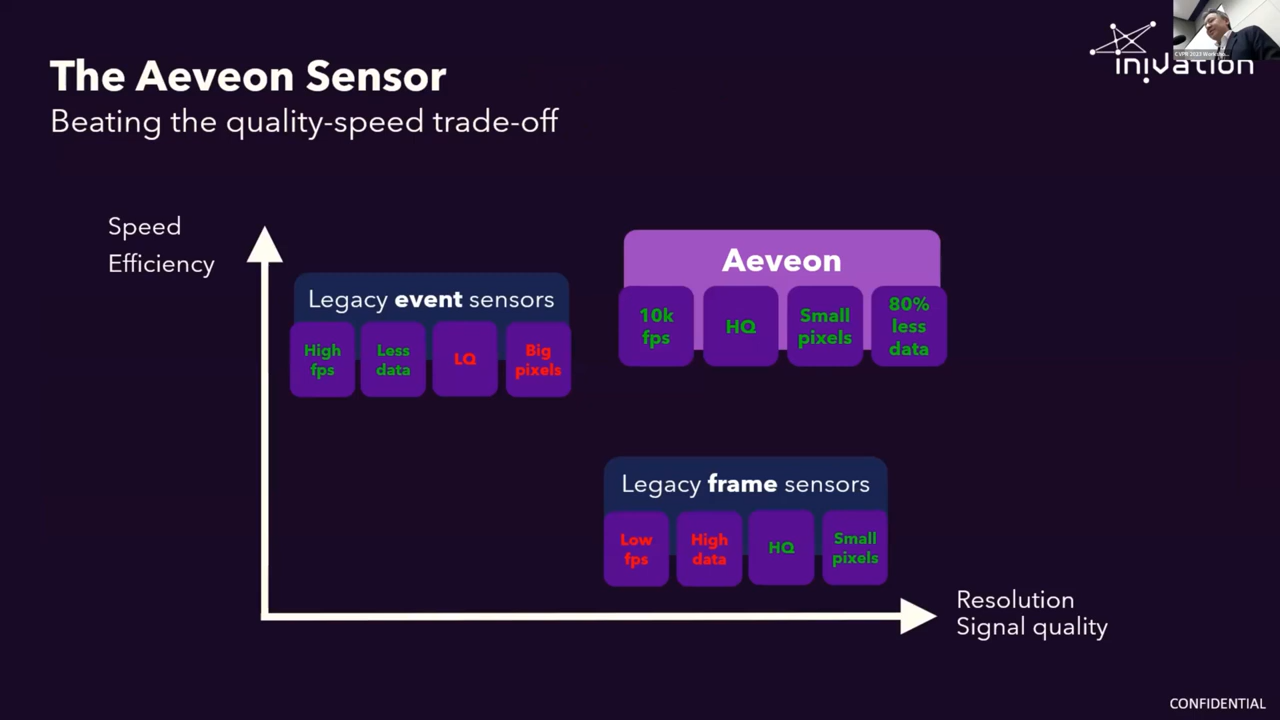 The Aeveon Sensor
Beating the quality-speed trade-off
inivation
Speed
Efficiency
Legacy event sensors
High fps
Less data
LQ
Big pixels
Aeveon
10k fps
HQ
Small pixels
80% less data
Legacy frame sensors
Low fps
High data
HQ
Small pixels
Resolution
Signal quality
CONFIDENTIAL